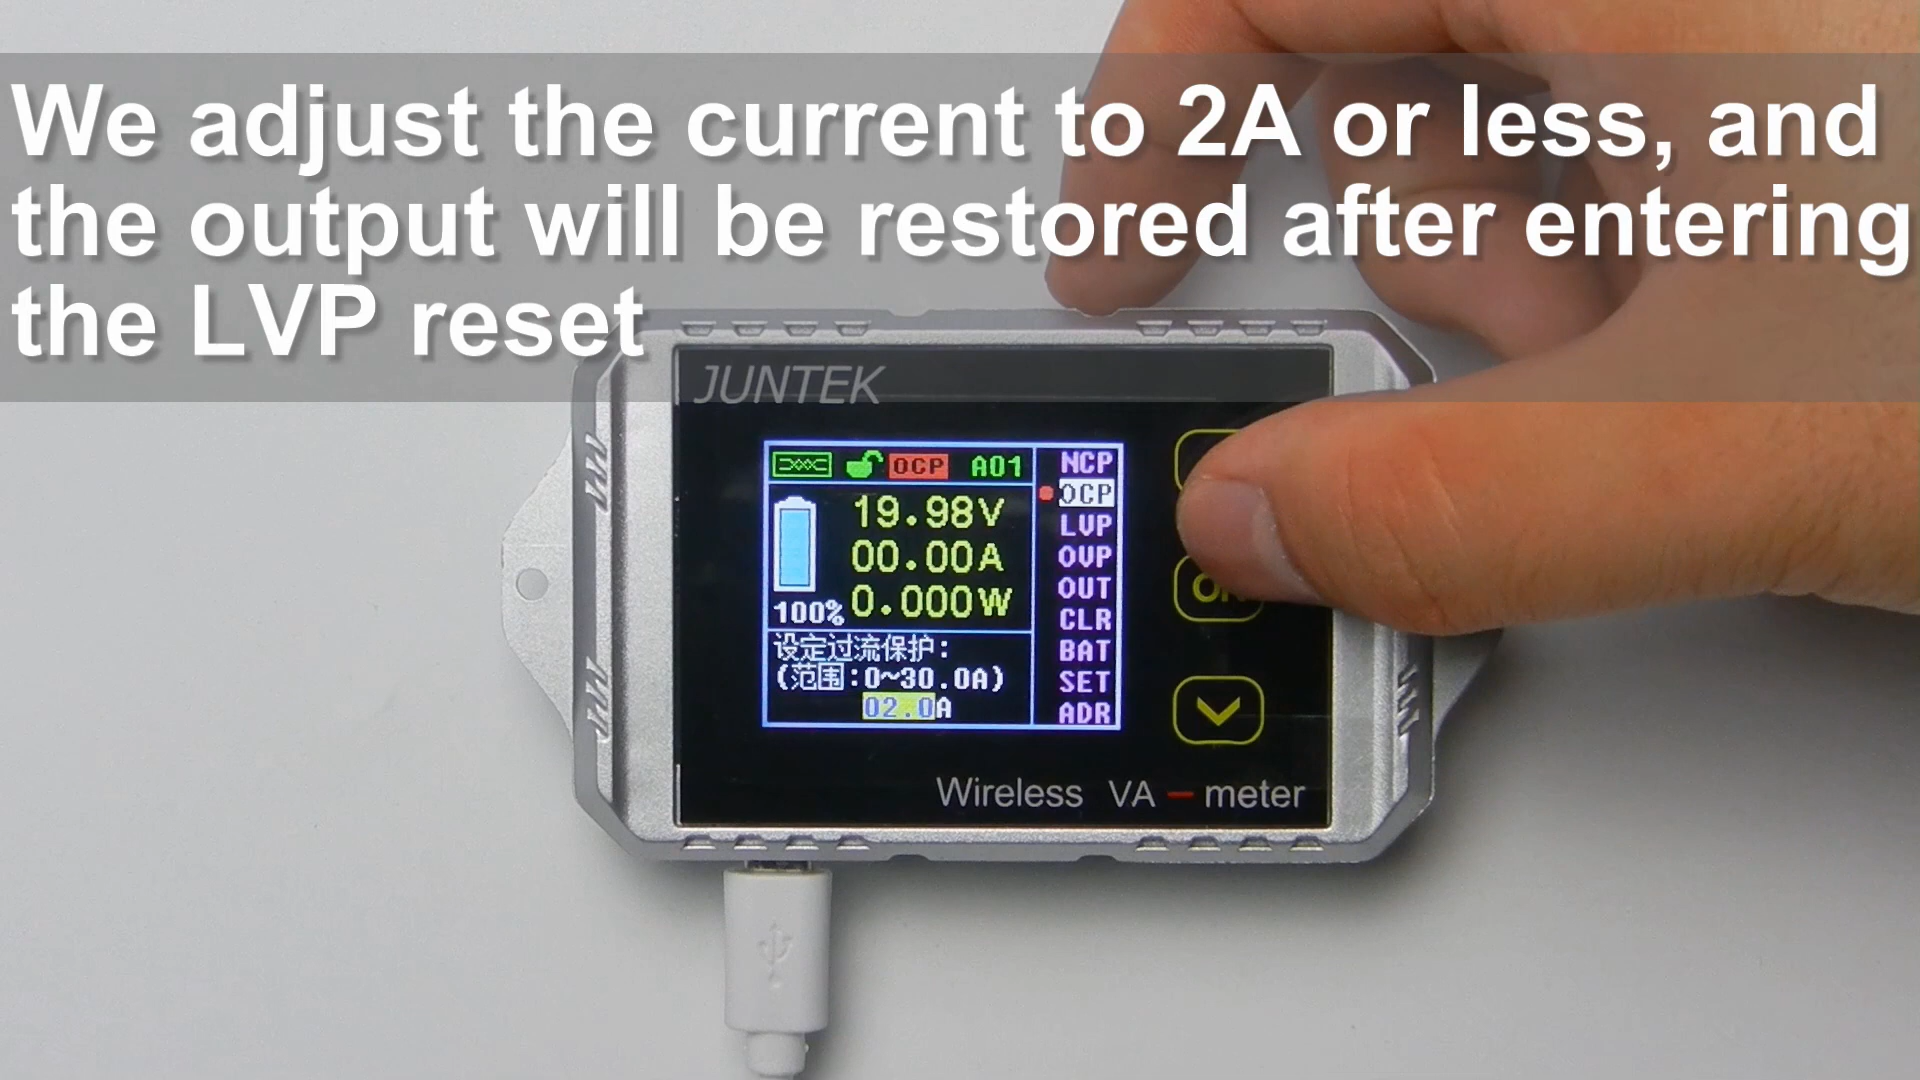 We adjust the current to 2A or less, and
the output will be restored after entering
the LVP reset
JUNTEK
OCP A01
19.98V
00.00A
0.000W
100%
设定过流保护:
(范围:0~30.0A)
02.0A
NCP
OCP
LVP
OVP
OUT
CLR
BAT
SET
ADR
Wireless VA - meter